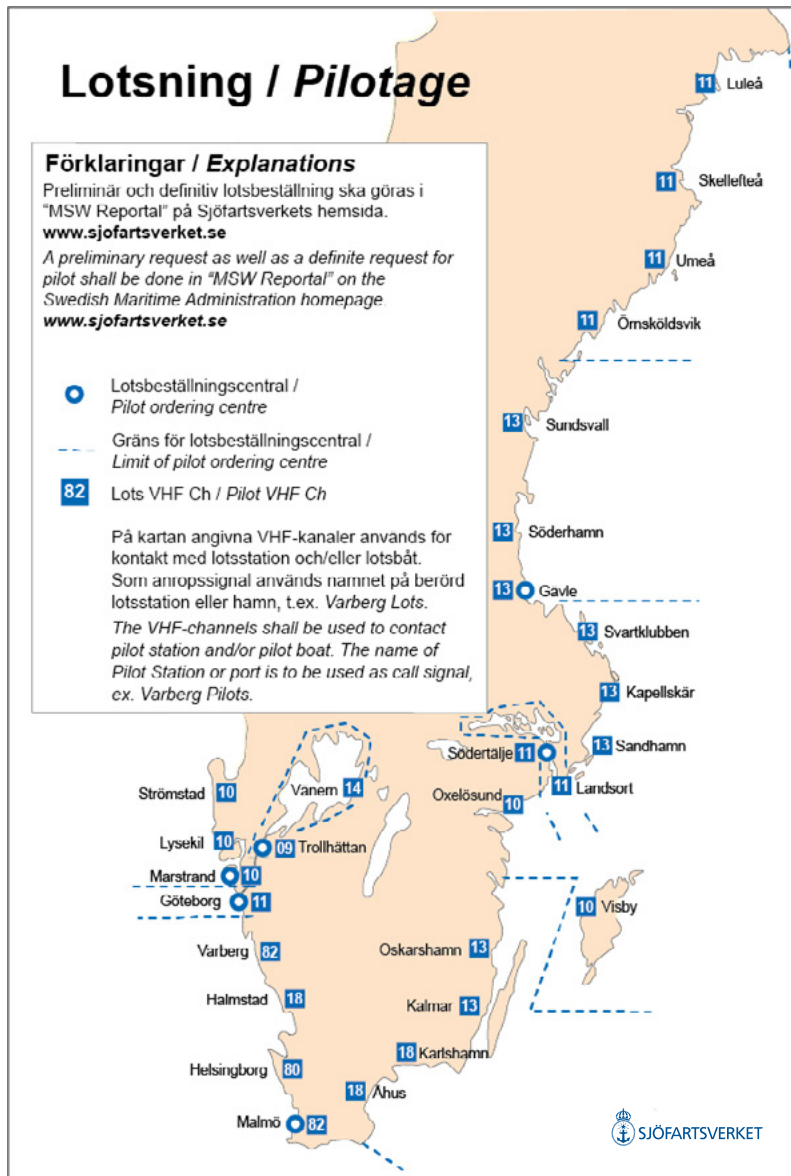 Lotsning / Pilotage
Förklaringar / Explanations
Preliminär och definitiv lotsbeställning ska göras i
"MSW Reportal" på Sjöfartsverkets hemsida.
www.sjofartsverket.se
A preliminary request as well as a definite request for
pilot shall be done in "MSW Reportal" on the
Swedish Maritime Administration homepage.
www.sjofartsverket.se
Lotsbeställningscentral /
Pilot ordering centre
Gräns för lotsbeställningscentral /
Limit of pilot ordering centre
82 Lots VHF Ch / Pilot VHF Ch
På kartan angivna VHF-kanaler används for
kontakt med lotsstation och/eller lotsbåt.
Som anropssignal används namnet på berörd
lotsstation eller hamn, t.ex. Varberg Lots.
The VHF-channels shall be used to contact
pilot station and/or pilot boat. The name of
Pilot Station or port is to be used as call signal,
ex. Varberg Pilots.
11 Luleå
11 Skellefteå
11 Umeå
11 Örnsköldsvik
13 Sundsvall
13 Söderhamn
13 Gavle
13 Svartklubben
13 Kapellskär
13 Sandhamn
Södertälje 11
11 Landsort
Oxelösund
10
Vanern 14
Strömstad 10
Lysekil 10
09 Trollhättan
Marstrand 10
Göteborg 11
10 Visby
Varberg 82
Oskarshamn 13
Halmstad 18
Kalmar 13
18 Karlshamn
Helsingborg 80
18 Åhus
Malmö 82
SJÖFARTSVERKET